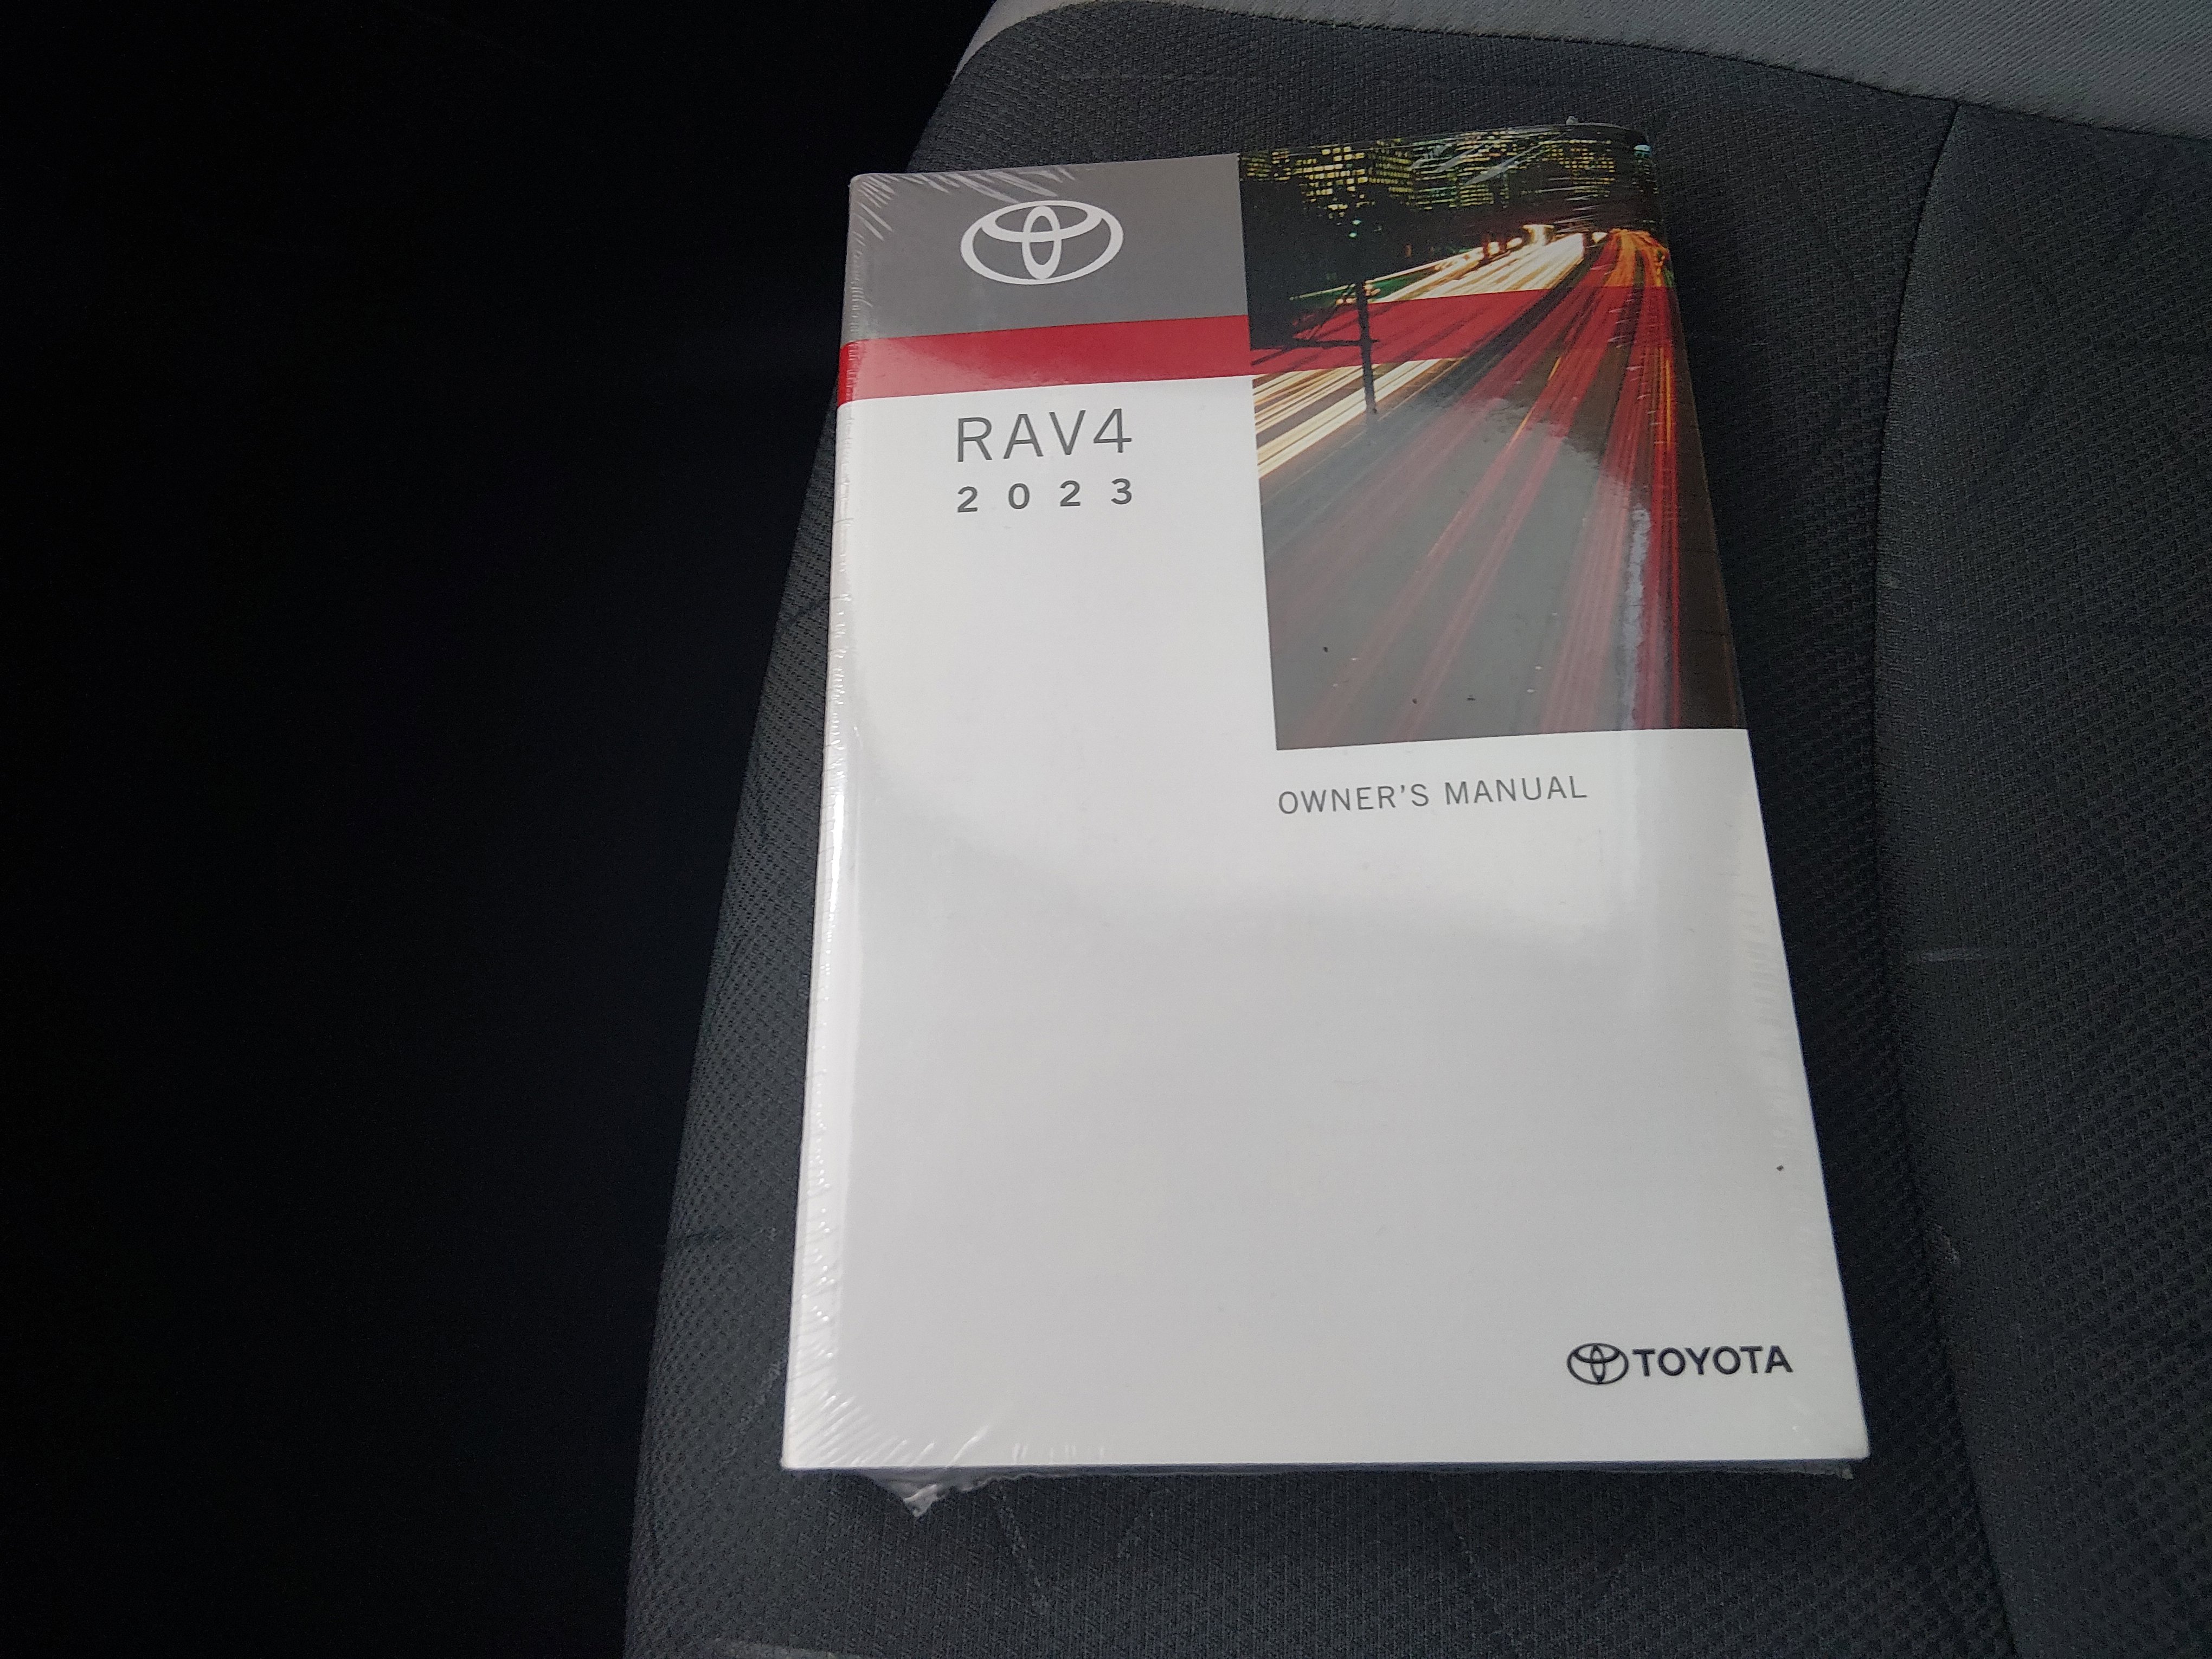 RAV4
2023
OWNER'S MANUAL
TOYOTA